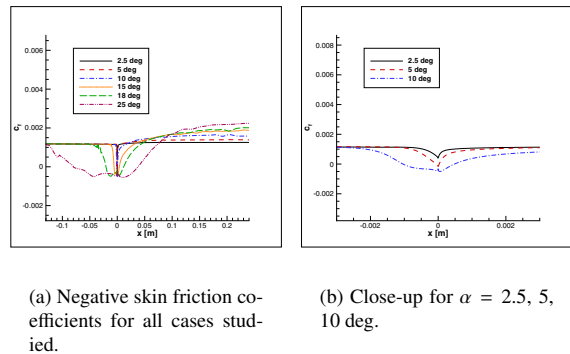 0.006
0.004
0.002
0
-0.002
c_f
-0.1
-0.05
0
0.05
0.1
0.15
0.2
x [m]
2.5 deg
5 deg
10 deg
15 deg
18 deg
25 deg
0.008
0.006
0.004
0.002
0
-0.002
c_f
-0.002
0
0.002
x [m]
2.5 deg
5 deg
10 deg
(a) Negative skin friction co-
efficients for all cases stud-
ied.
(b) Close-up for α = 2.5, 5,
10 deg.